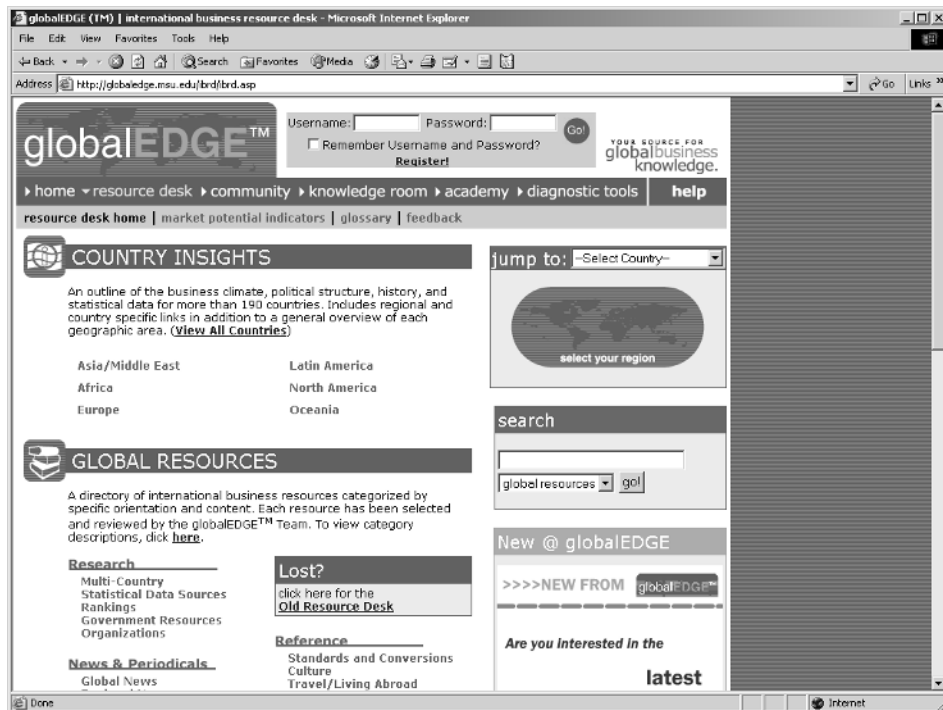 globalEDGE (TM) | international business resource desk - Microsoft Internet Explorer
File Edit View Favorites Tools Help
Back Search Favorites Media
Address http://globaledge.msu.edu/ibrd/ibrd.asp Go Links »
globalEDGE™
Username: Password: Go!
Remember Username and Password?
Register!
YOUR SOURCE FOR
globalbusiness
knowledge.
home resource desk community knowledge room academy diagnostic tools help
resource desk home | market potential indicators | glossary | feedback
COUNTRY INSIGHTS
An outline of the business climate, political structure, history, and
statistical data for more than 190 countries. Includes regional and
country specific links in addition to a general overview of each
geographic area. (View All Countries)
Asia/Middle East Latin America
Africa North America
Europe Oceania
jump to: --Select Country--
select your region
search
global resources go!
GLOBAL RESOURCES
A directory of international business resources categorized by
specific orientation and content. Each resource has been selected
and reviewed by the globalEDGE™ Team. To view category
descriptions, click here.
Research
Multi-Country
Statistical Data Sources
Rankings
Government Resources
Organizations
News & Periodicals
Global News
Lost?
click here for the
Old Resource Desk
Reference
Standards and Conversions
Culture
Travel/Living Abroad
New @ globalEDGE
>>>>NEW FROM globalEDGE™
Are you interested in the
latest
Done Internet